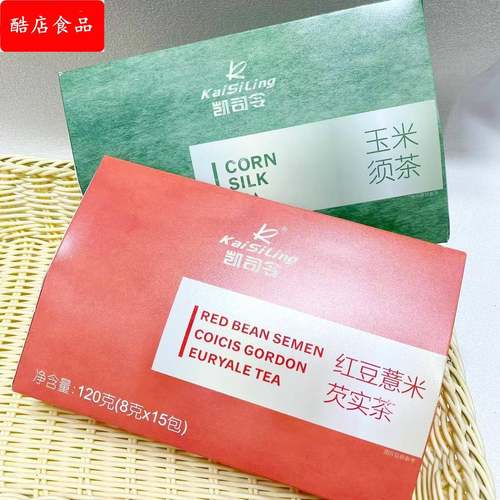 酷店食品
KaiSiLing
凯司令
CORN
SILK
玉米
须茶
KaiSiLing
凯司令
RED BEAN SEMEN
COICIS GORDON
EURYALE TEA
红豆薏米
芡实茶
净含量:120克(8克x15包)